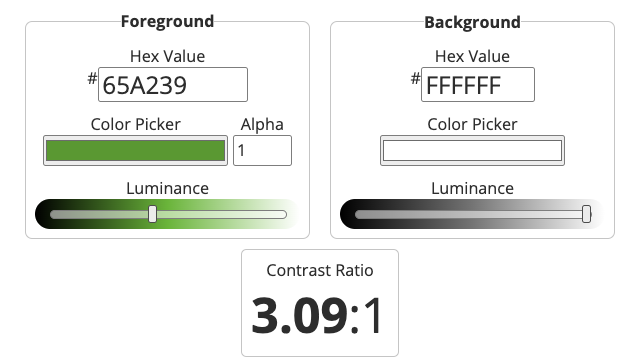 Foreground
Hex Value
#65A239
Color Picker
Alpha
1
Luminance
Background
Hex Value
#FFFFFF
Color Picker
Luminance
Contrast Ratio
3.09:1